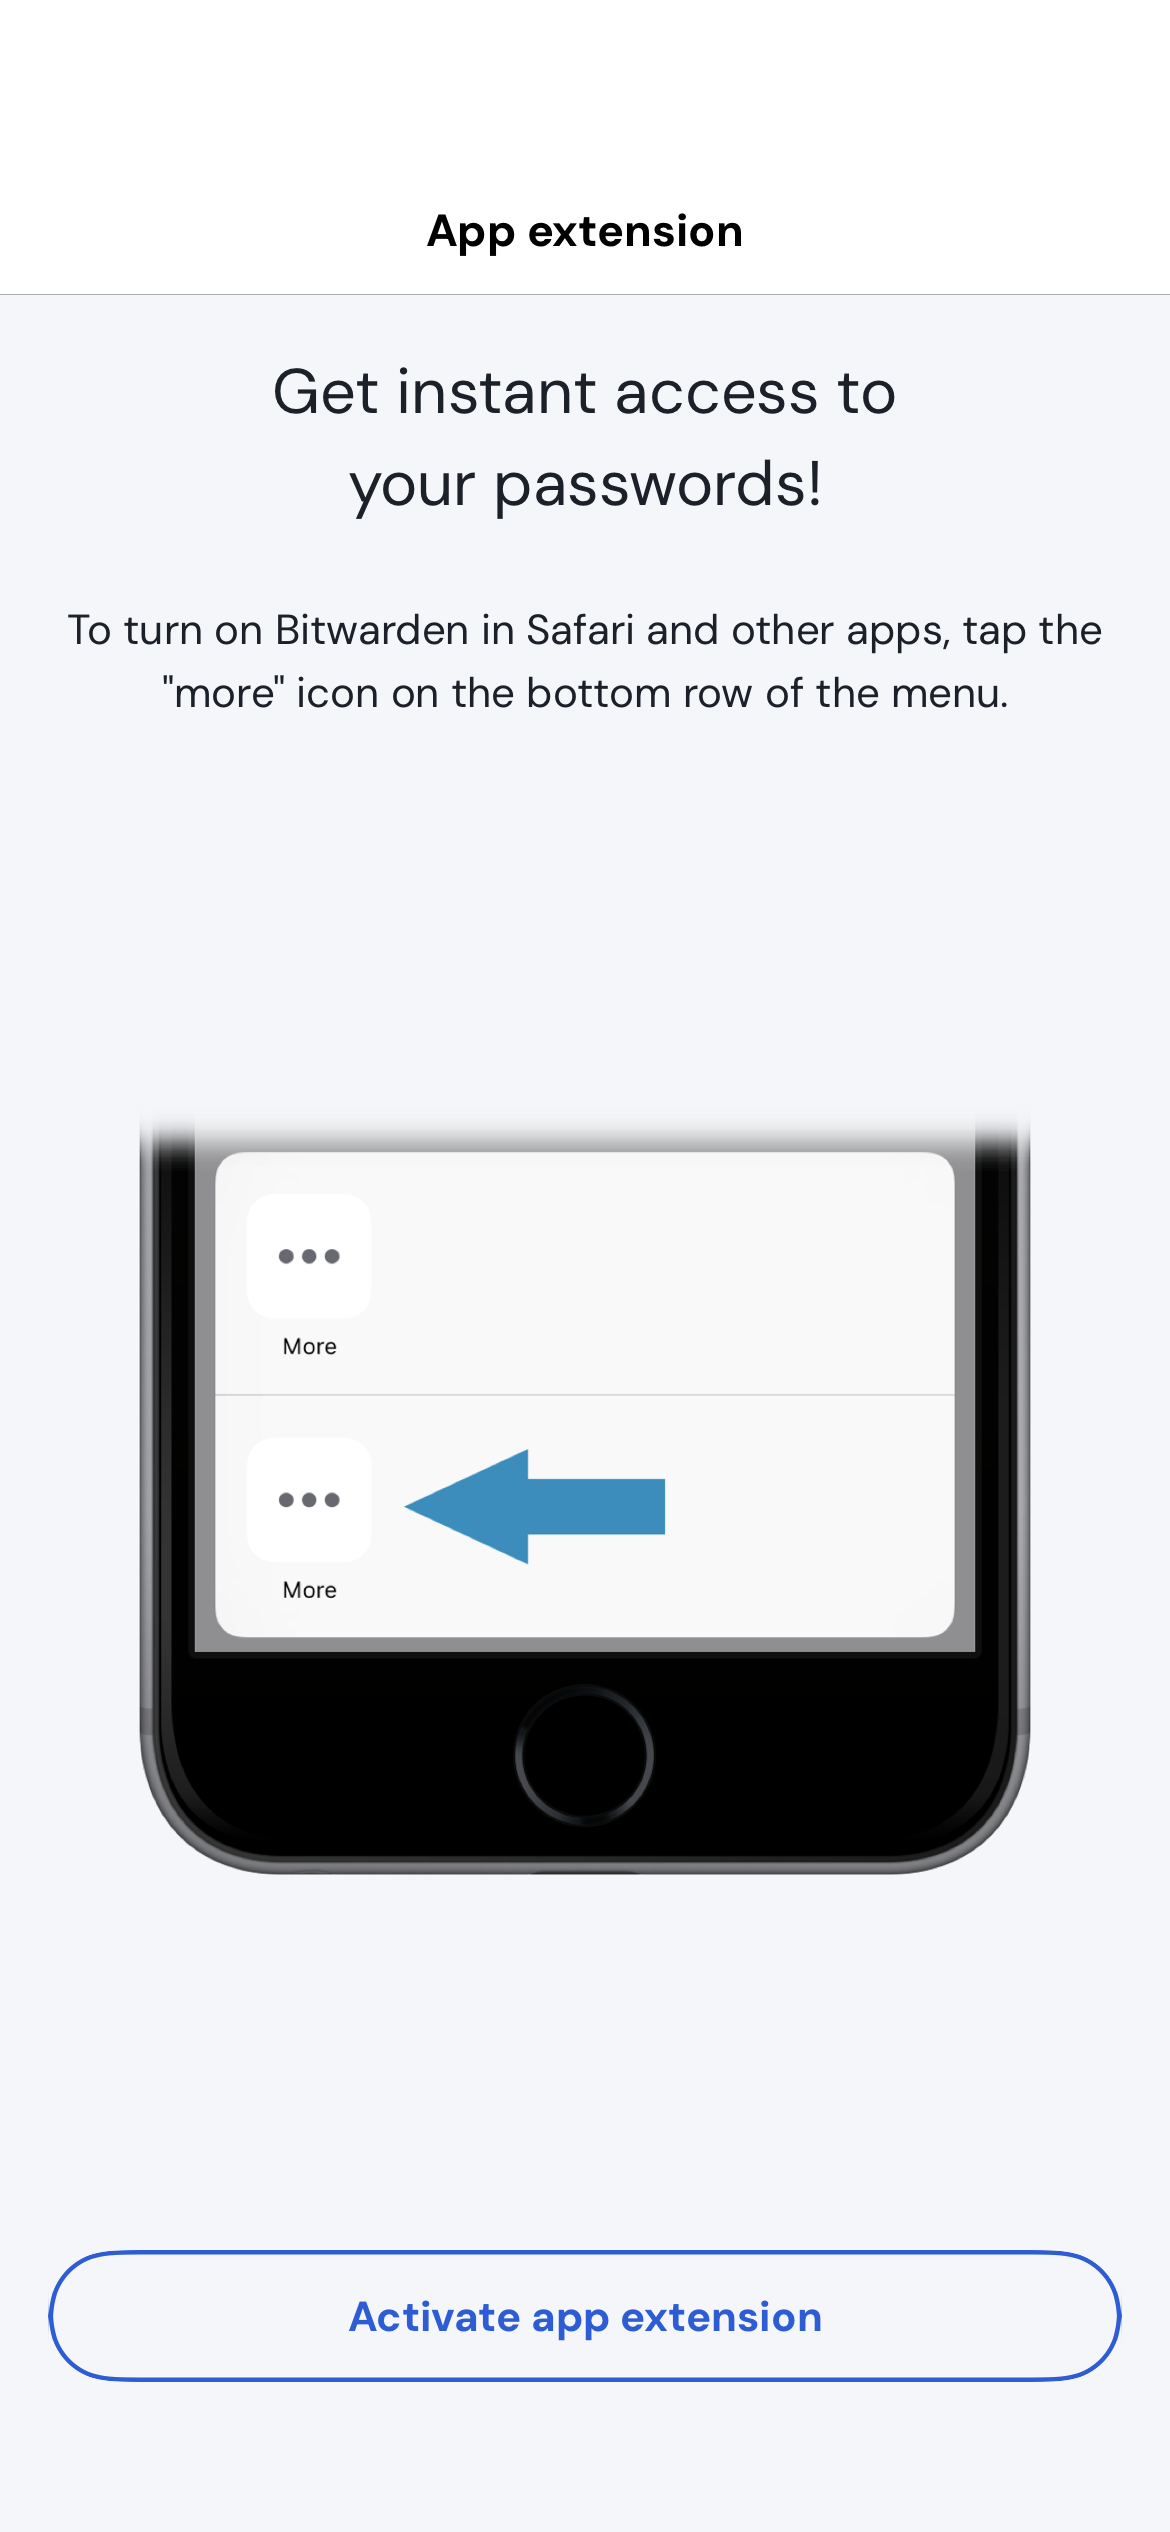 App extension
Get instant access to
your passwords!
To turn on Bitwarden in Safari and other apps, tap the
"more" icon on the bottom row of the menu.
More
More
Activate app extension